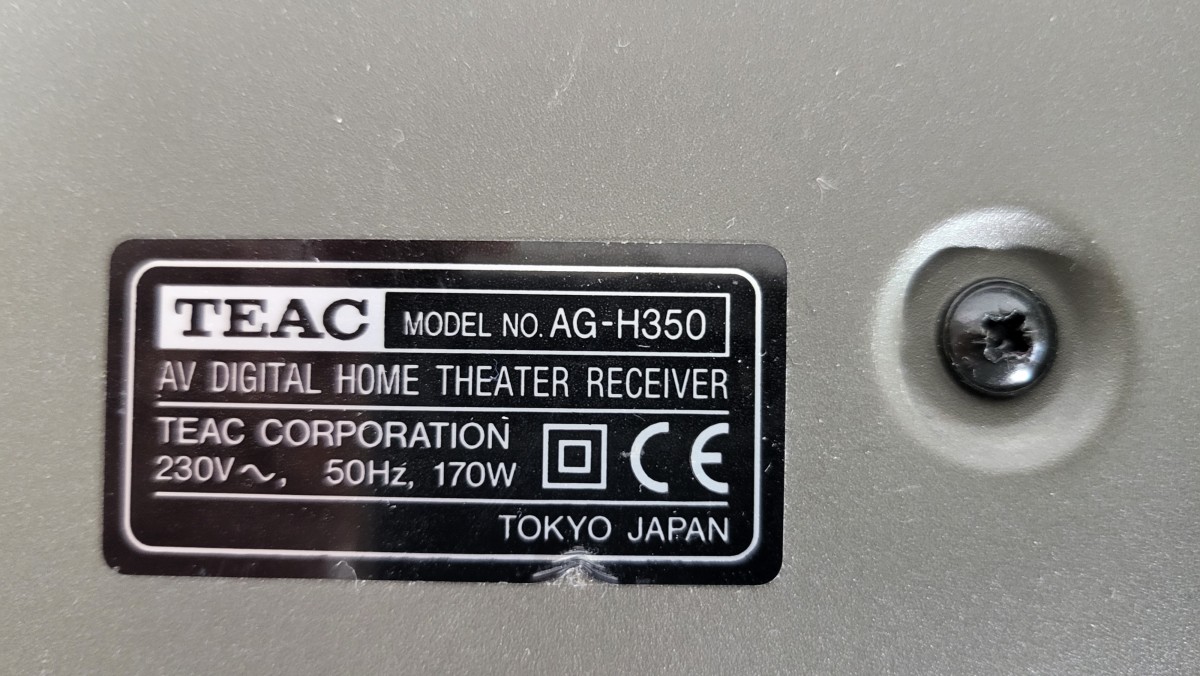 TEAC MODEL NO. AG-H350
AV DIGITAL HOME THEATER RECEIVER
TEAC CORPORATION
230V~, 50Hz, 170W CE
TOKYO JAPAN